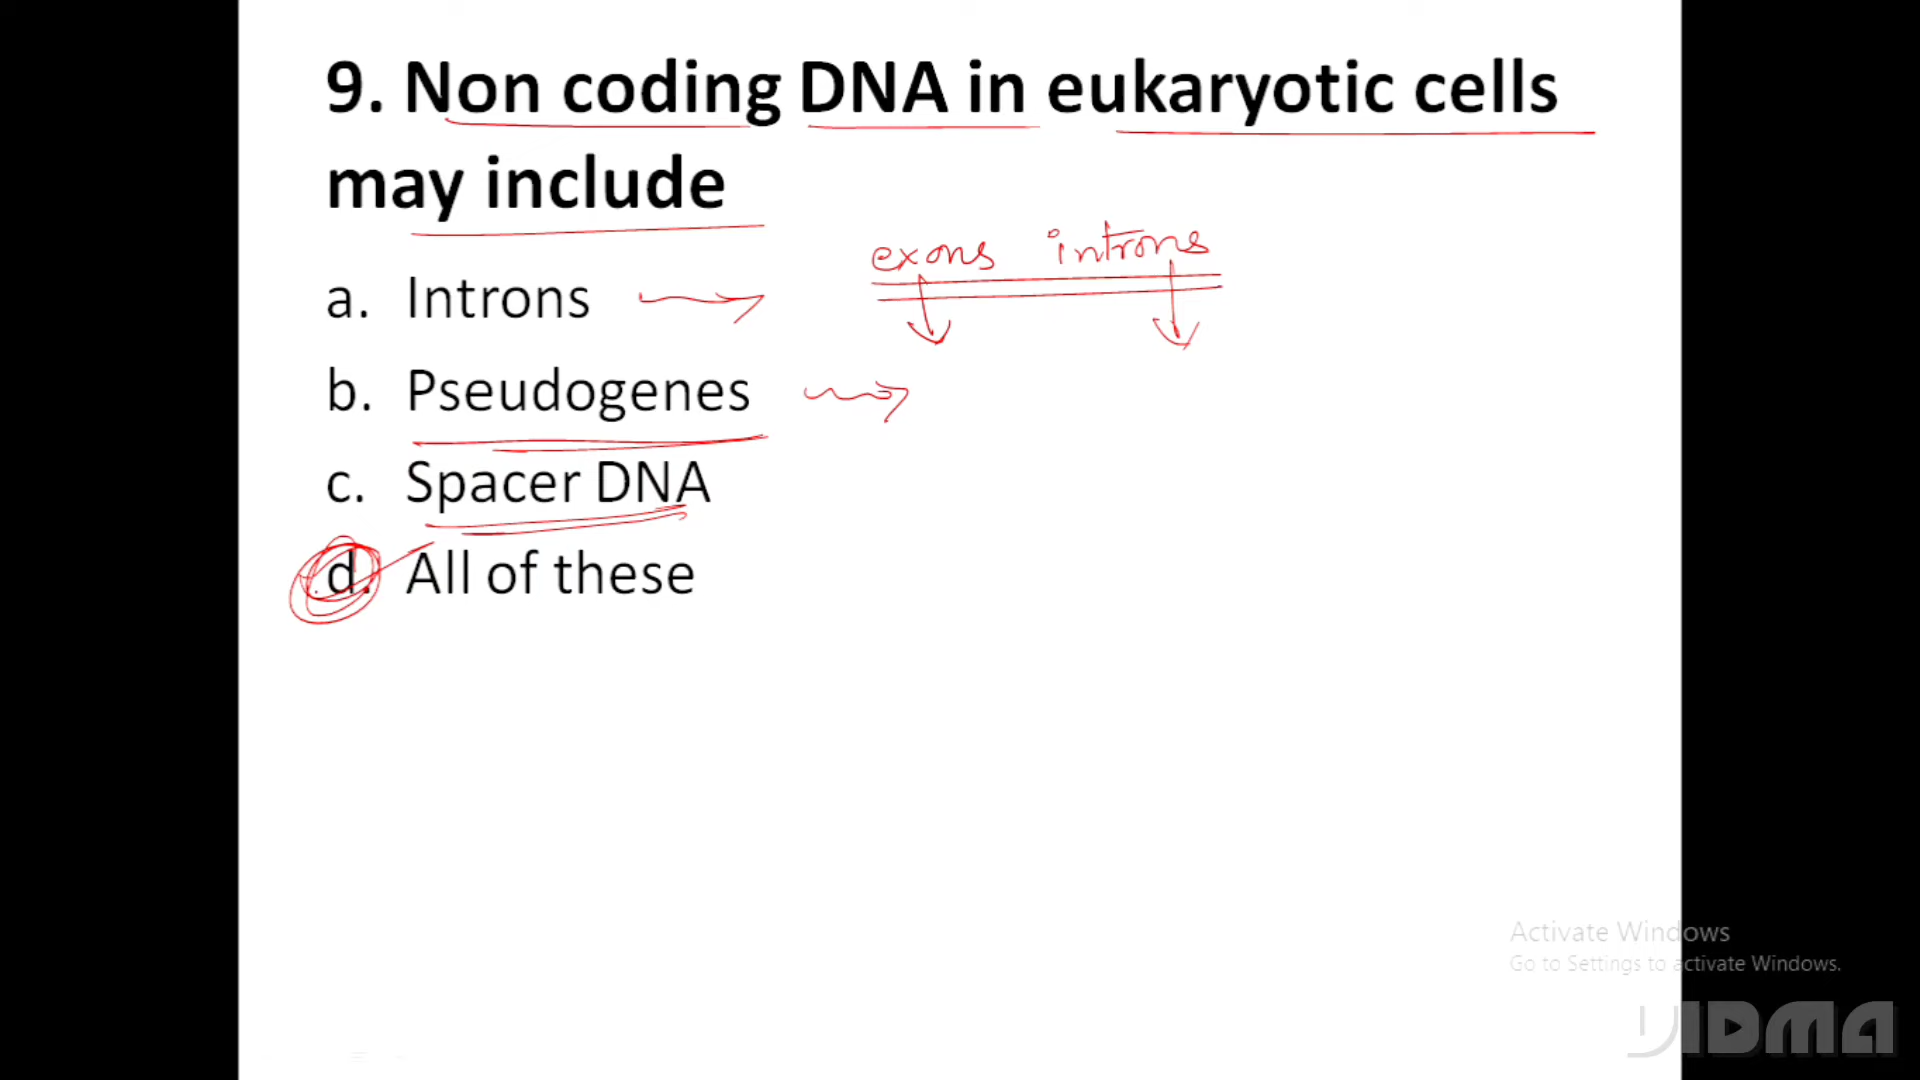 9. Non coding DNA in eukaryotic cells
may include
exons introns
a. Introns
b. Pseudogenes
c. Spacer DNA
d. All of these
Activate Windows
Go to Settings to activate Windows.
VIDMA